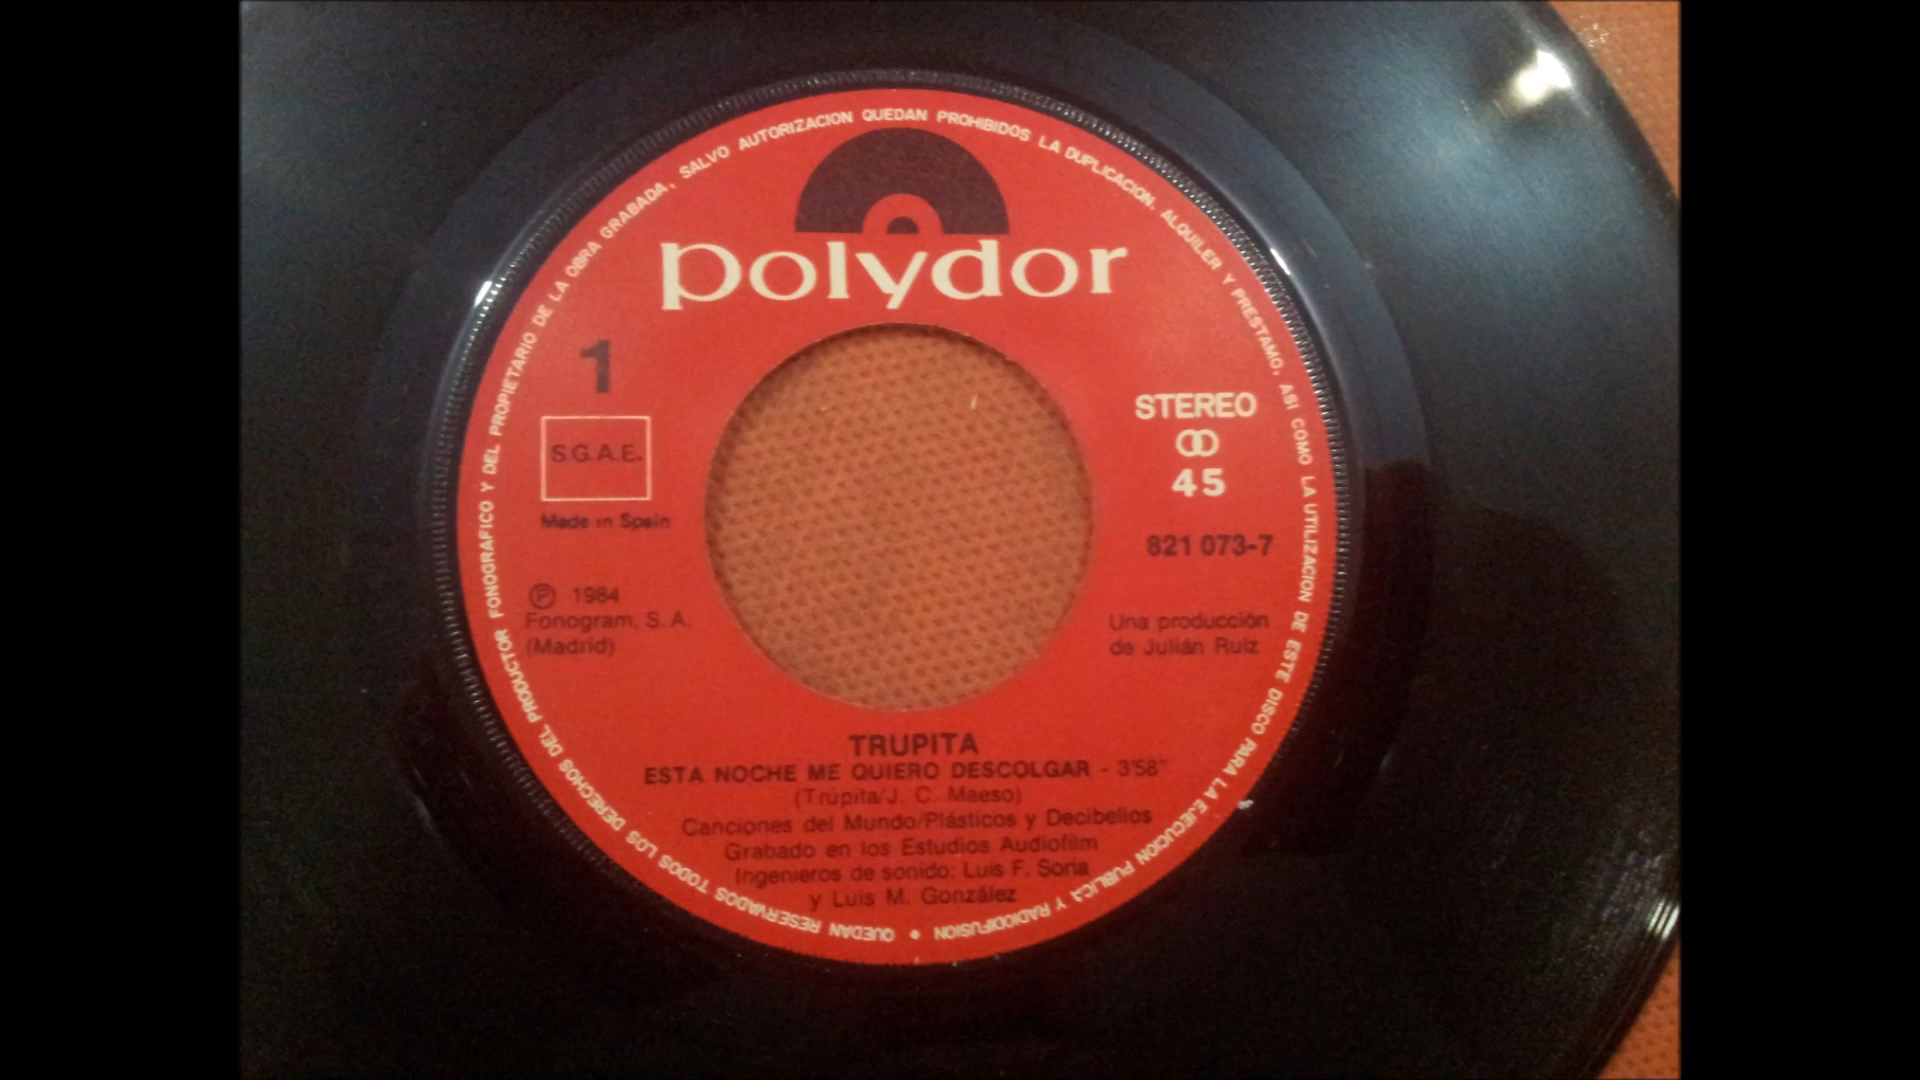 QUEDAN RESERVADOS TODOS LOS DERECHOS DEL PRODUCTOR FONOGRAFICO Y DEL PROPIETARIO DE LA OBRA GRABADA, SALVO AUTORIZACION QUEDAN PROHIBIDOS LA DUPLICACION, ALQUILER Y PRESTAMO, ASI COMO LA UTILIZACION DE ESTE DISCO PARA LA EJECUCION PUBLICA Y RADIODIFUSION •
polydor
1
S.G.A.E.
Made in Spain
℗ 1984
Fonogram, S.A.
(Madrid)
STEREO
45
821 073-7
Una producción
de Julián Ruiz
TRUPITA
ESTA NOCHE ME QUIERO DESCOLGAR - 3'58"
(Trúpita/J. C. Maeso)
Canciones del Mundo/Plásticos y Decibelios
Grabado en los Estudios Audiofilm
Ingenieros de sonido: Luis F. Soria
y Luis M. González